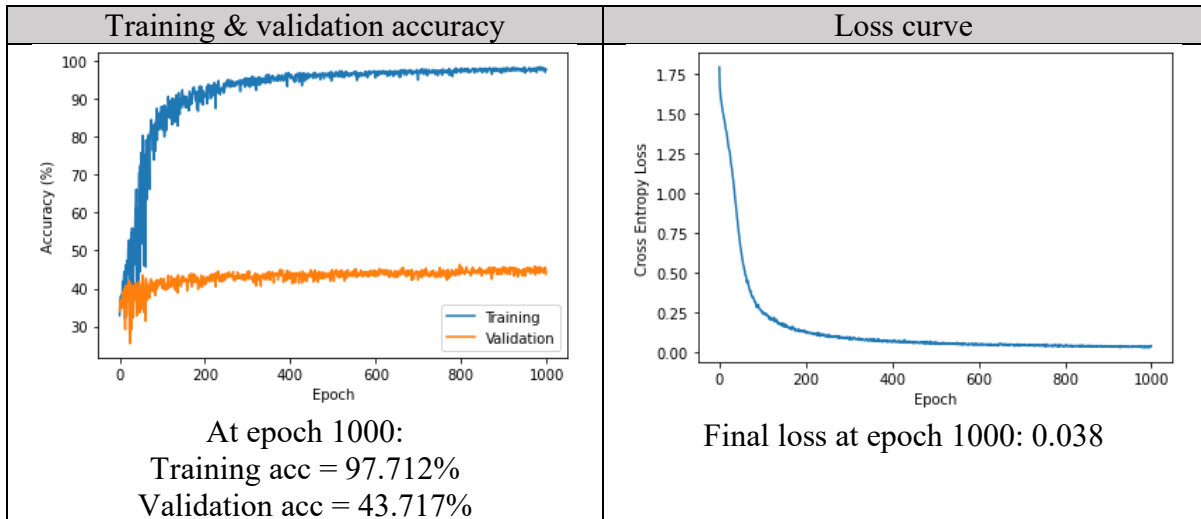 Training & validation accuracy
Accuracy (%)
100
90
80
70
60
50
40
30
0
200
400
600
800
1000
Epoch
Training
Validation
At epoch 1000:
Training acc = 97.712%
Validation acc = 43.717%
Loss curve
Cross Entropy Loss
1.75
1.50
1.25
1.00
0.75
0.50
0.25
0.00
0
200
400
600
800
1000
Epoch
Final loss at epoch 1000: 0.038